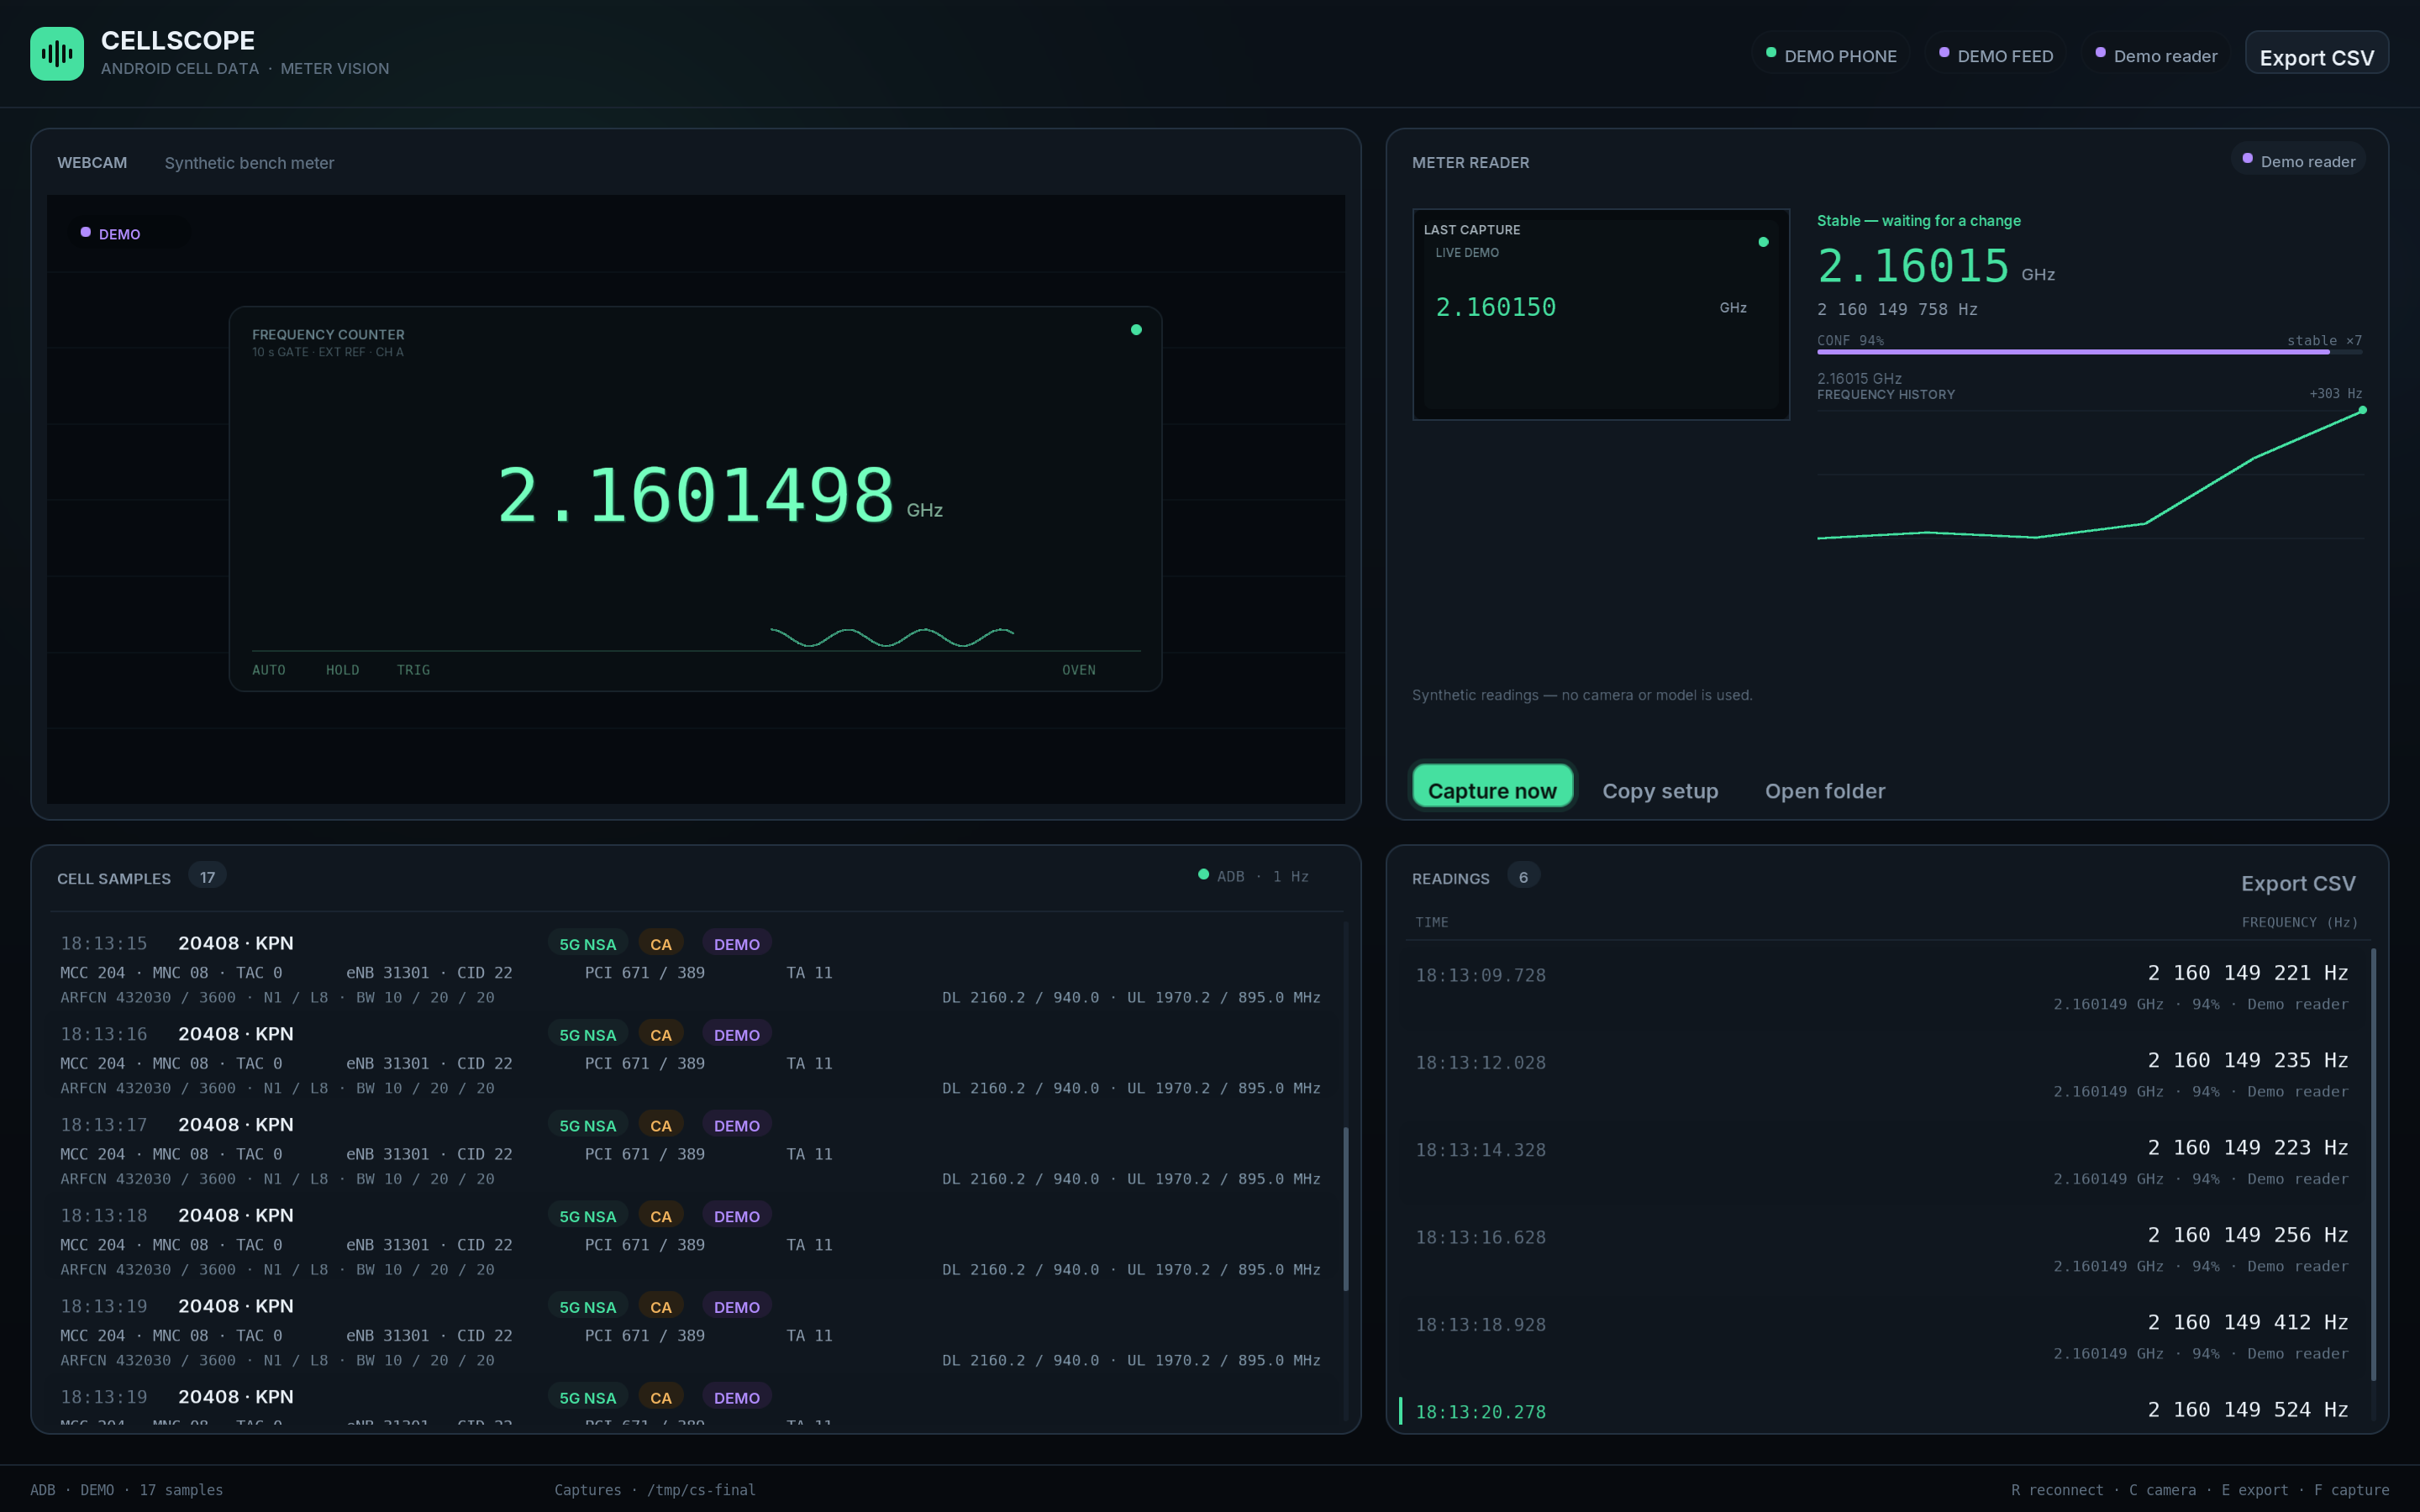 CELLSCOPE
ANDROID CELL DATA · METER VISION
DEMO PHONE
DEMO FEED
Demo reader
Export CSV
WEBCAM
Synthetic bench meter
DEMO
FREQUENCY COUNTER
10 s GATE · EXT REF · CH A
2.1601498 GHz
AUTO HOLD TRIG OVEN
METER READER
Demo reader
LAST CAPTURE
LIVE DEMO
2.160150 GHz
Stable — waiting for a change
2.16015 GHz
2 160 149 758 Hz
CONF 94% stable ×7
2.16015 GHz
FREQUENCY HISTORY +303 Hz
Synthetic readings — no camera or model is used.
Capture now Copy setup Open folder
CELL SAMPLES 17 ADB · 1 Hz
18:13:15 20408 · KPN 5G NSA CA DEMO
MCC 204 · MNC 08 · TAC 0 eNB 31301 · CID 22 PCI 671 / 389 TA 11
ARFCN 432030 / 3600 · N1 / L8 · BW 10 / 20 / 20 DL 2160.2 / 940.0 · UL 1970.2 / 895.0 MHz
18:13:16 20408 · KPN 5G NSA CA DEMO
MCC 204 · MNC 08 · TAC 0 eNB 31301 · CID 22 PCI 671 / 389 TA 11
ARFCN 432030 / 3600 · N1 / L8 · BW 10 / 20 / 20 DL 2160.2 / 940.0 · UL 1970.2 / 895.0 MHz
18:13:17 20408 · KPN 5G NSA CA DEMO
MCC 204 · MNC 08 · TAC 0 eNB 31301 · CID 22 PCI 671 / 389 TA 11
ARFCN 432030 / 3600 · N1 / L8 · BW 10 / 20 / 20 DL 2160.2 / 940.0 · UL 1970.2 / 895.0 MHz
18:13:18 20408 · KPN 5G NSA CA DEMO
MCC 204 · MNC 08 · TAC 0 eNB 31301 · CID 22 PCI 671 / 389 TA 11
ARFCN 432030 / 3600 · N1 / L8 · BW 10 / 20 / 20 DL 2160.2 / 940.0 · UL 1970.2 / 895.0 MHz
18:13:19 20408 · KPN 5G NSA CA DEMO
MCC 204 · MNC 08 · TAC 0 eNB 31301 · CID 22 PCI 671 / 389 TA 11
ARFCN 432030 / 3600 · N1 / L8 · BW 10 / 20 / 20 DL 2160.2 / 940.0 · UL 1970.2 / 895.0 MHz
18:13:19 20408 · KPN 5G NSA CA DEMO
READINGS 6 Export CSV
TIME FREQUENCY (Hz)
18:13:09.728 2 160 149 221 Hz
2.160149 GHz · 94% · Demo reader
18:13:12.028 2 160 149 235 Hz
2.160149 GHz · 94% · Demo reader
18:13:14.328 2 160 149 223 Hz
2.160149 GHz · 94% · Demo reader
18:13:16.628 2 160 149 256 Hz
2.160149 GHz · 94% · Demo reader
18:13:18.928 2 160 149 412 Hz
2.160149 GHz · 94% · Demo reader
18:13:20.278 2 160 149 524 Hz
ADB · DEMO · 17 samples
Captures · /tmp/cs-final
R reconnect · C camera · E export · F capture